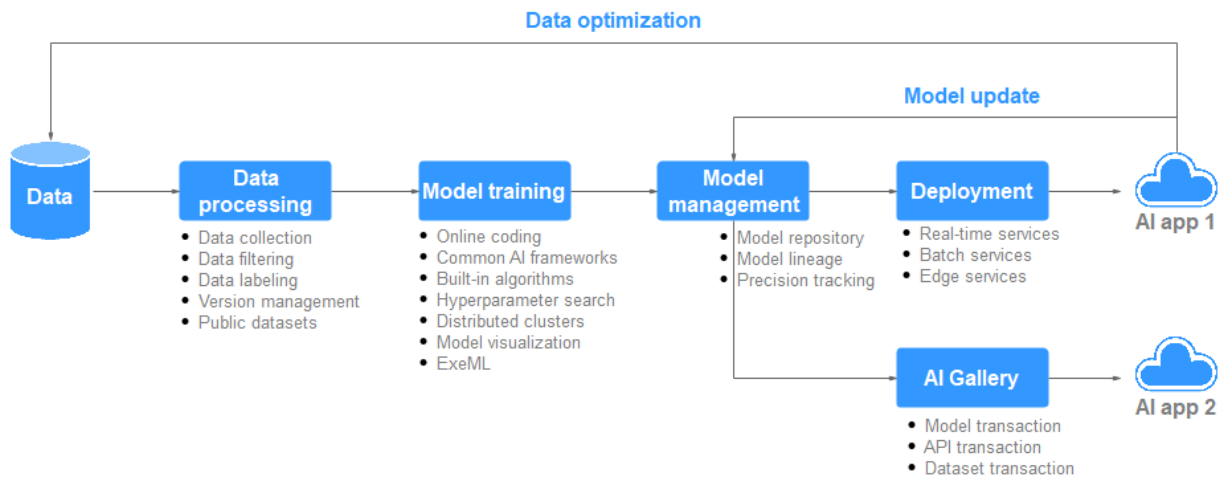 Data optimization
Model update
Data
Data
processing
Data collection
Data filtering
Data labeling
Version management
Public datasets
Model training
Online coding
Common AI frameworks
Built-in algorithms
Hyperparameter search
Distributed clusters
Model visualization
ExeML
Model
management
Model repository
Model lineage
Precision tracking
Deployment
Real-time services
Batch services
Edge services
AI app 1
AI Gallery
Model transaction
API transaction
Dataset transaction
AI app 2